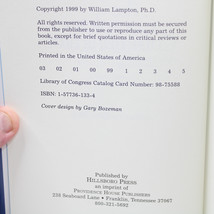 Copyright 1999 by William Lampton, Ph.D.
All rights reserved. Written permission must be secured
from the publisher to use or reproduce any part of this
book, except for brief quotations in critical reviews or
articles.
Printed in the United States of America
03 02 01 00 99 1 2 3 4 5
Library of Congress Catalog Card Number: 98-73589
ISBN: 1-57736-133-4
Cover design by Gary Bozeman
Published by
HILLSBORO PRESS
an imprint of
PROVIDENCE HOUSE PUBLISHERS
238 Seaboard Lane • Franklin, Tennessee 37067
800-321-5692